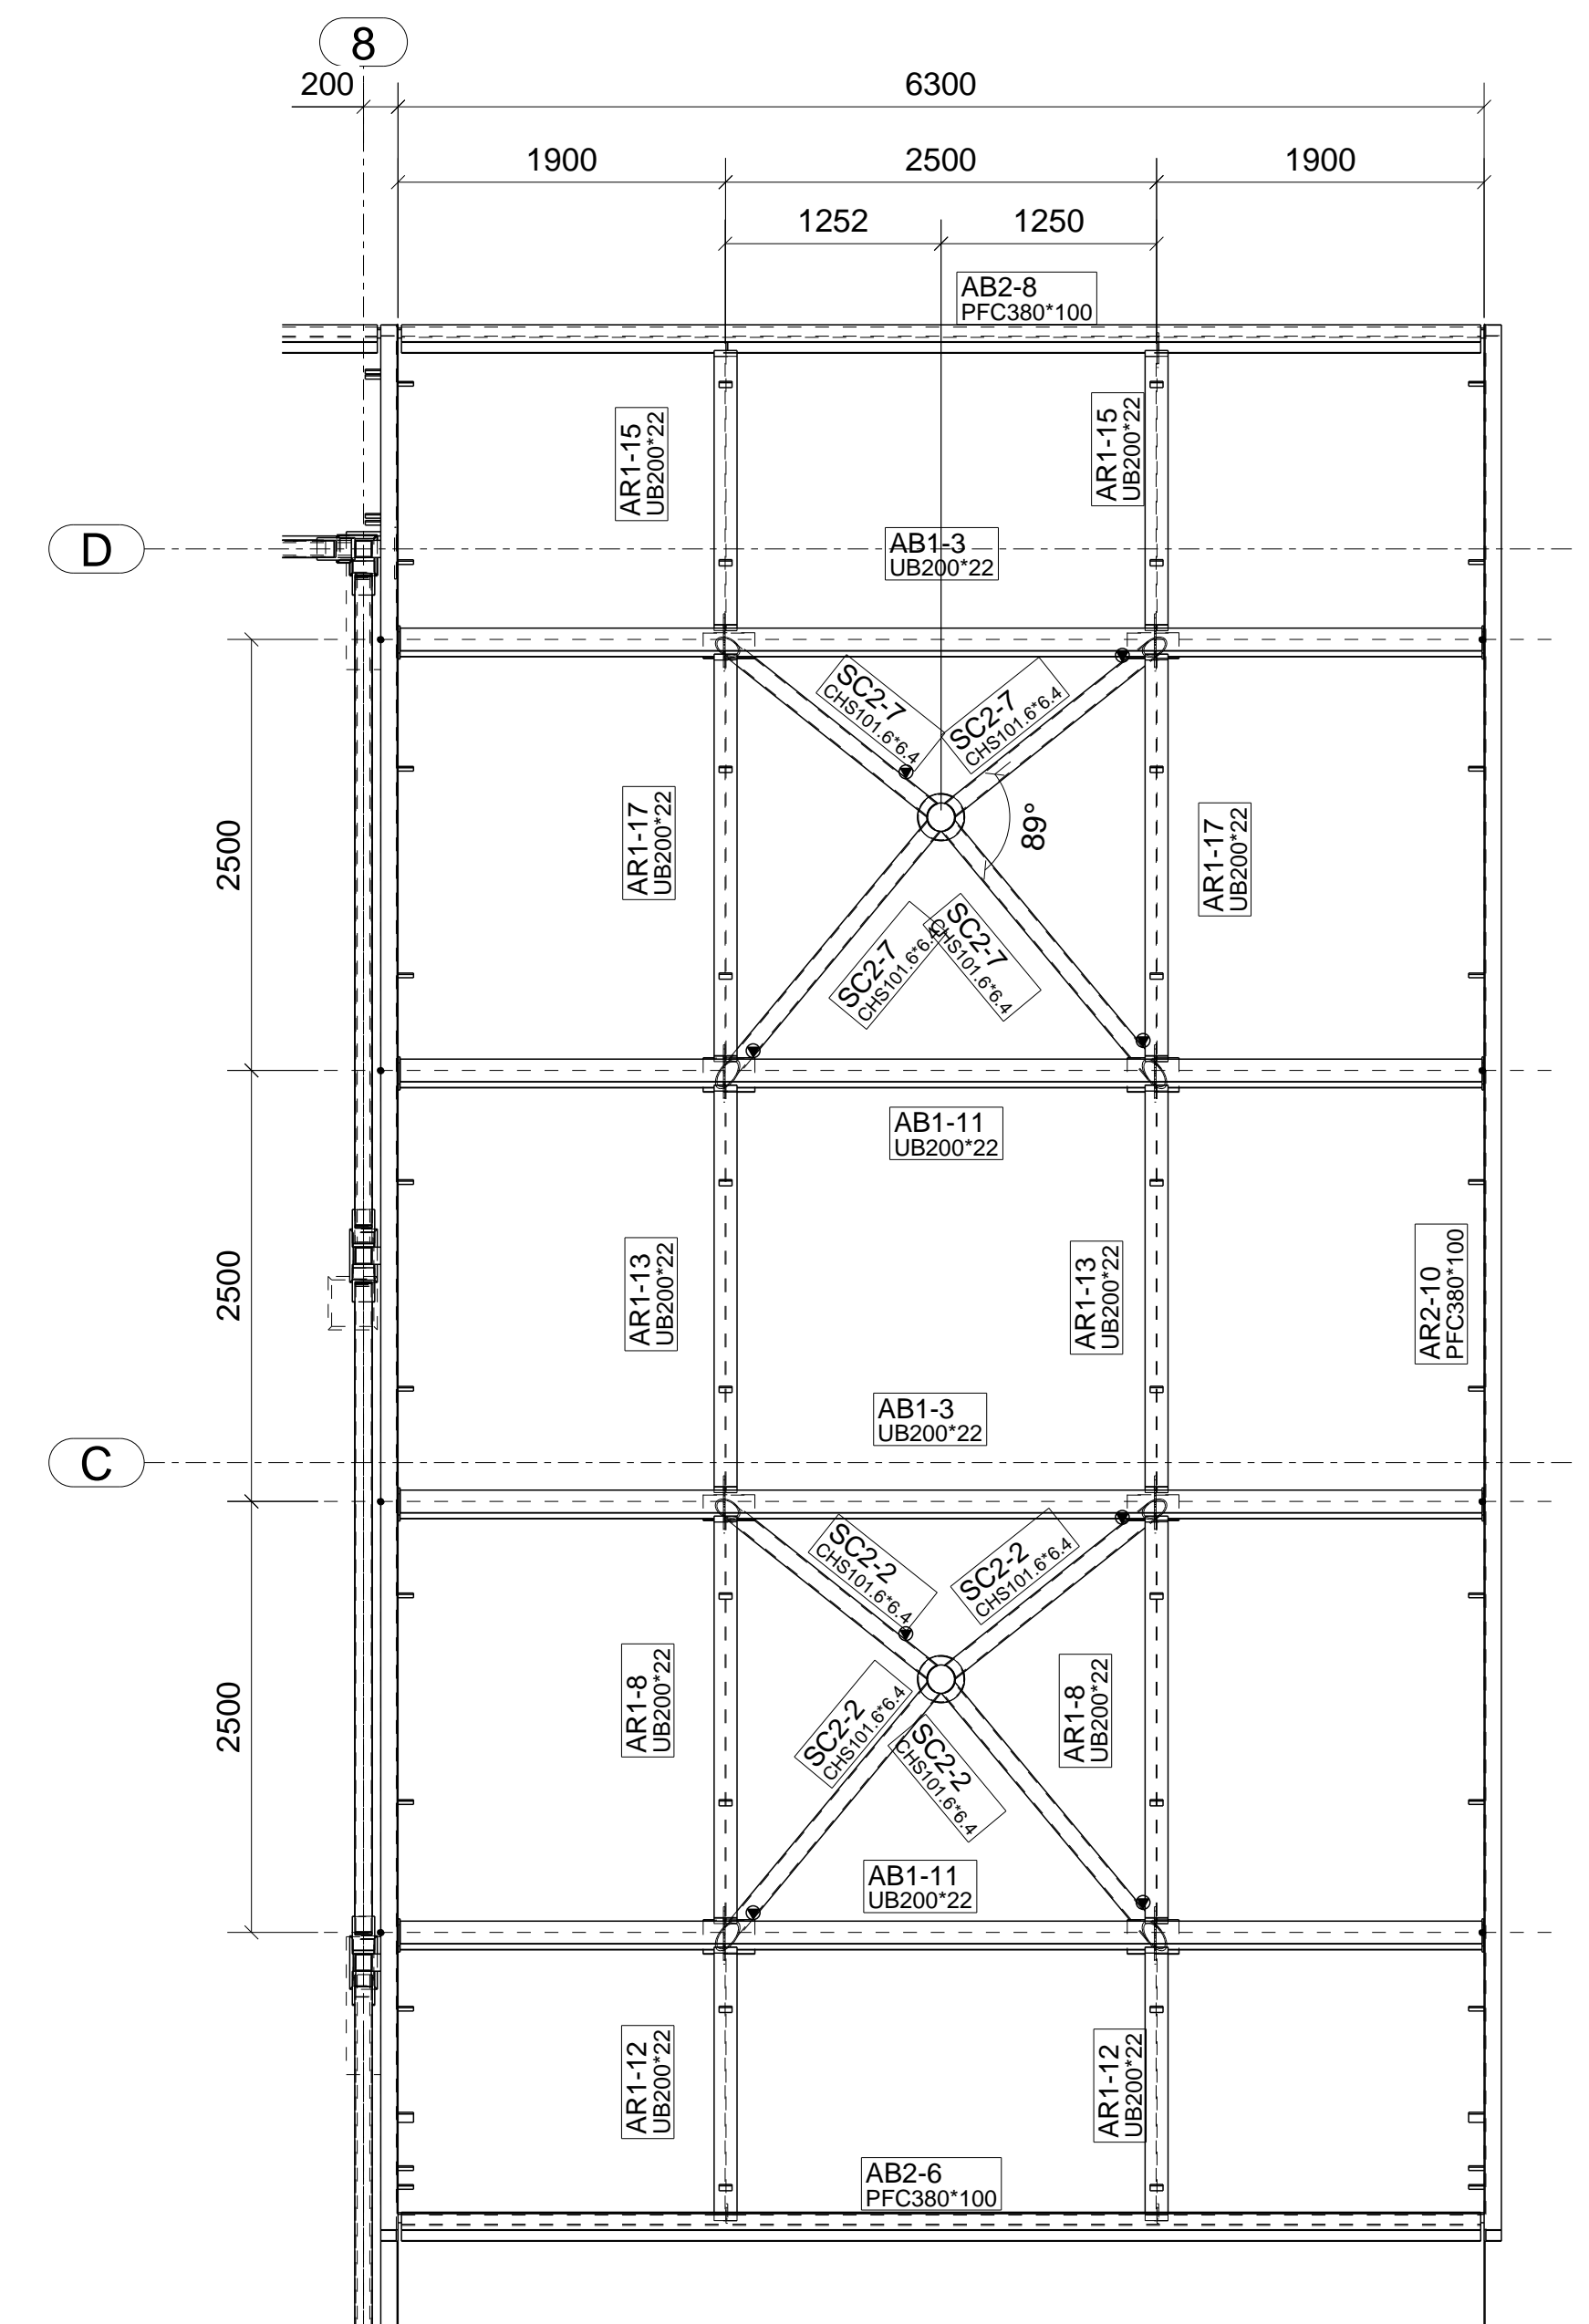 8
200
6300
1900
2500
1900
1252
1250
AB2-8
PFC380*100
AR1-15
UB200*22
AR1-15
UB200*22
D
AB1-3
UB200*22
SC2-7
CHS101.6*6.4
SC2-7
CHS101.6*6.4
2500
AR1-17
UB200*22
89°
AR1-17
UB200*22
SC2-7
CHS101.6*6.4
SC2-7
CHS101.6*6.4
AB1-11
UB200*22
2500
AR1-13
UB200*22
AR1-13
UB200*22
AR2-10
PFC380*100
AB1-3
UB200*22
C
SC2-2
CHS101.6*6.4
SC2-2
CHS101.6*6.4
2500
AR1-8
UB200*22
AR1-8
UB200*22
SC2-2
CHS101.6*6.4
SC2-2
CHS101.6*6.4
AB1-11
UB200*22
AR1-12
UB200*22
AR1-12
UB200*22
AB2-6
PFC380*100